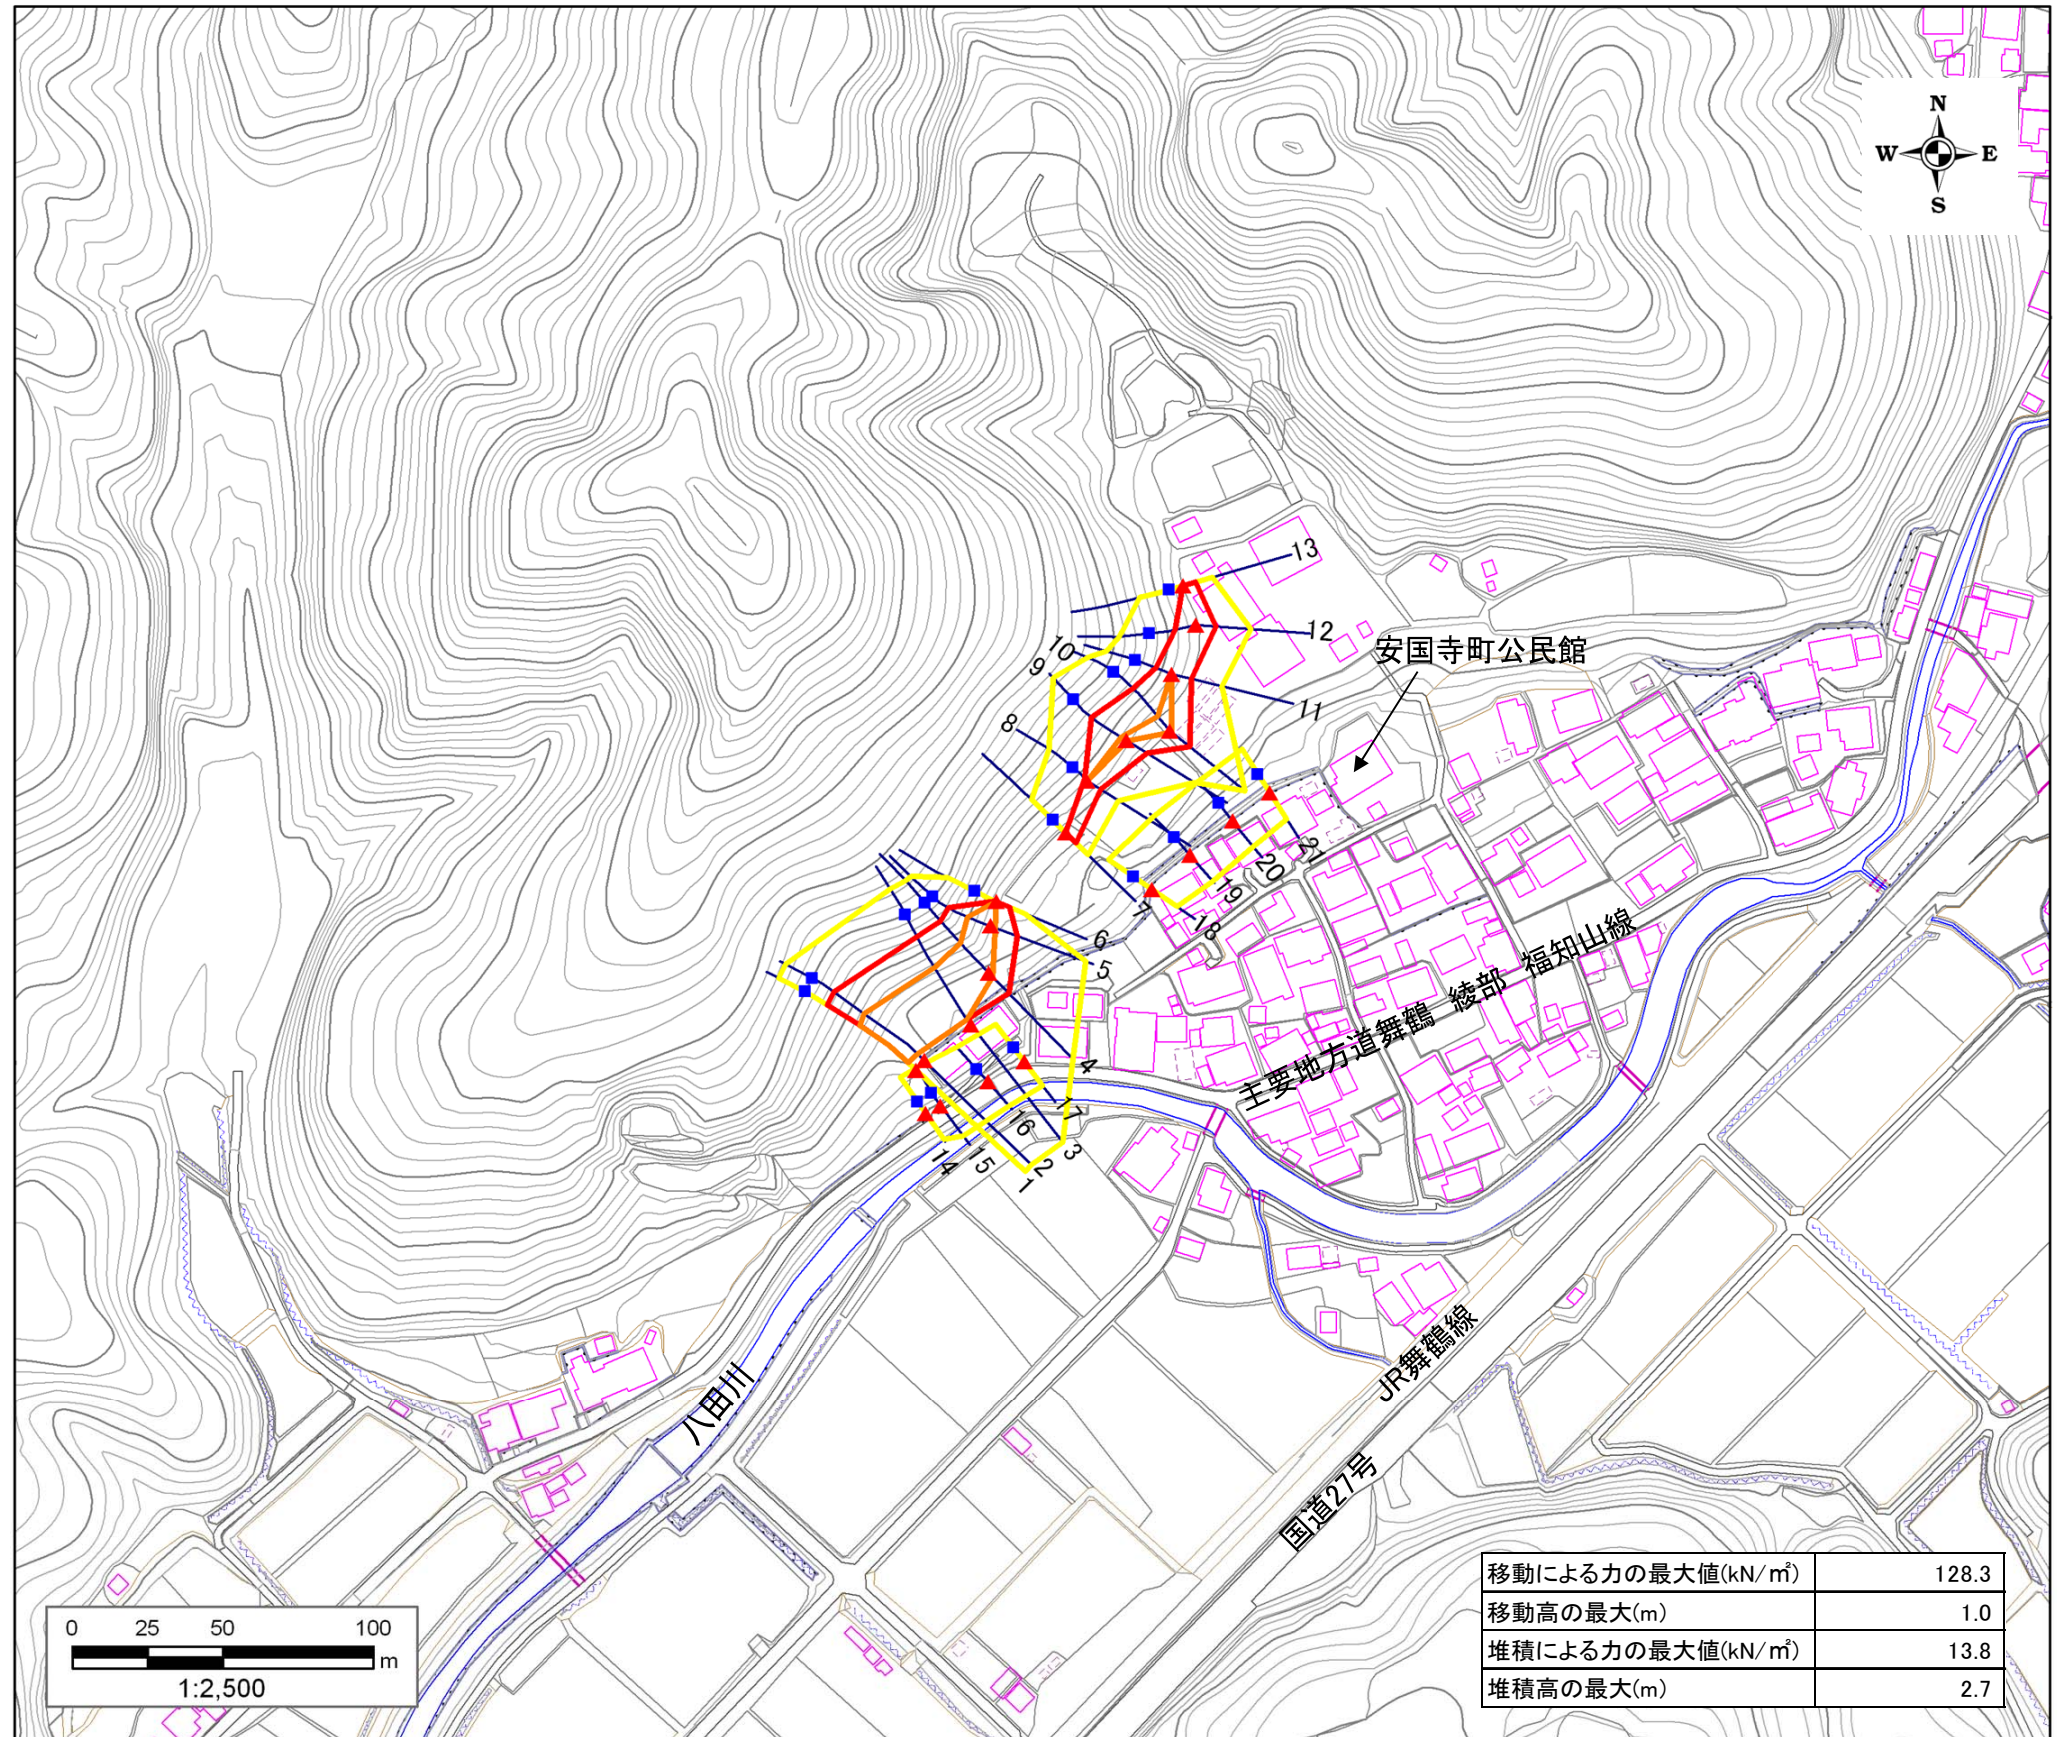 N
W E
S
13
12
安国寺町公民館
10
9
11
8
21
20
19
7
18
6
5
福知山線
綾部
主要地方道舞鶴
4
17
16
3
15
2
14
1
JR舞鶴線
八田川
国道27号
移動による力の最大値(kN/㎡) 128.3
移動高の最大(m) 1.0
堆積による力の最大値(kN/㎡) 13.8
堆積高の最大(m) 2.7
0 25 50 100
m
1:2,500